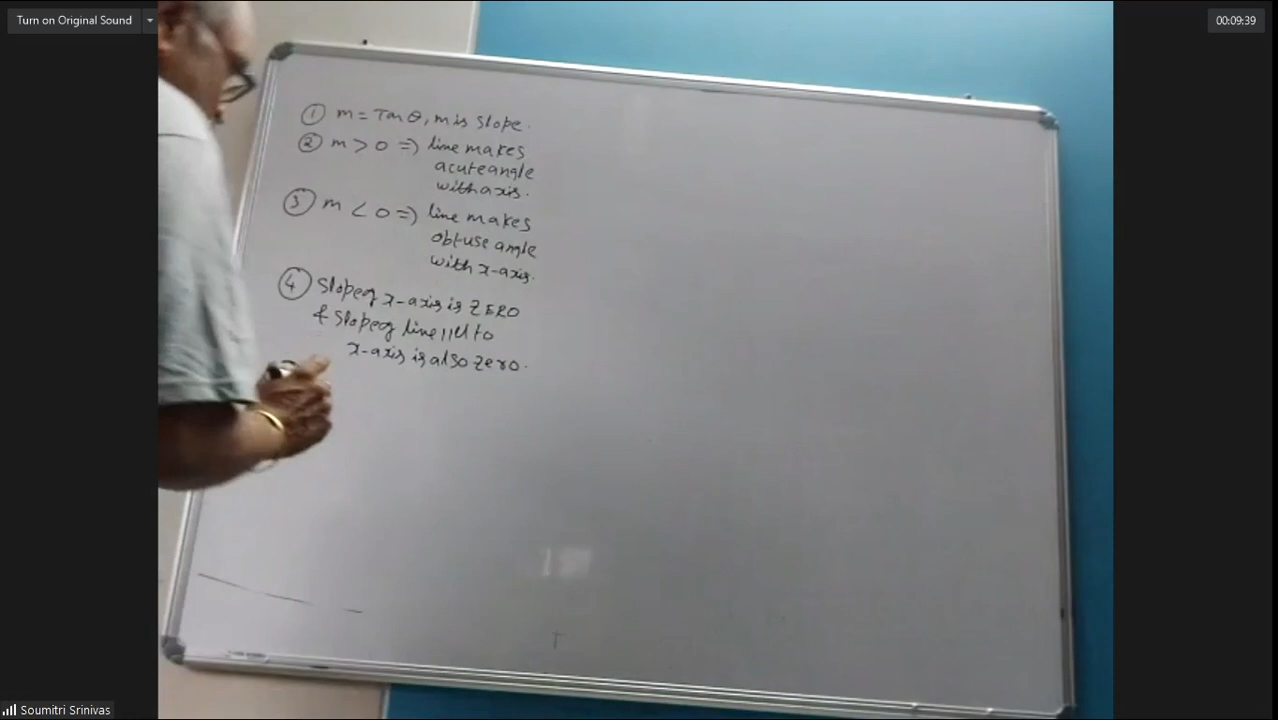 Turn on Original Sound
00:09:39
① m = Tan θ, m is slope.
② m > 0 ⇒ line makes
acute angle
with axis.
③ m < 0 ⇒ line makes
obtuse angle
with x-axis.
④ Slope of x-axis is ZERO
& slope of line 11el to
x-axis is also zero.
Soumitri Srinivas